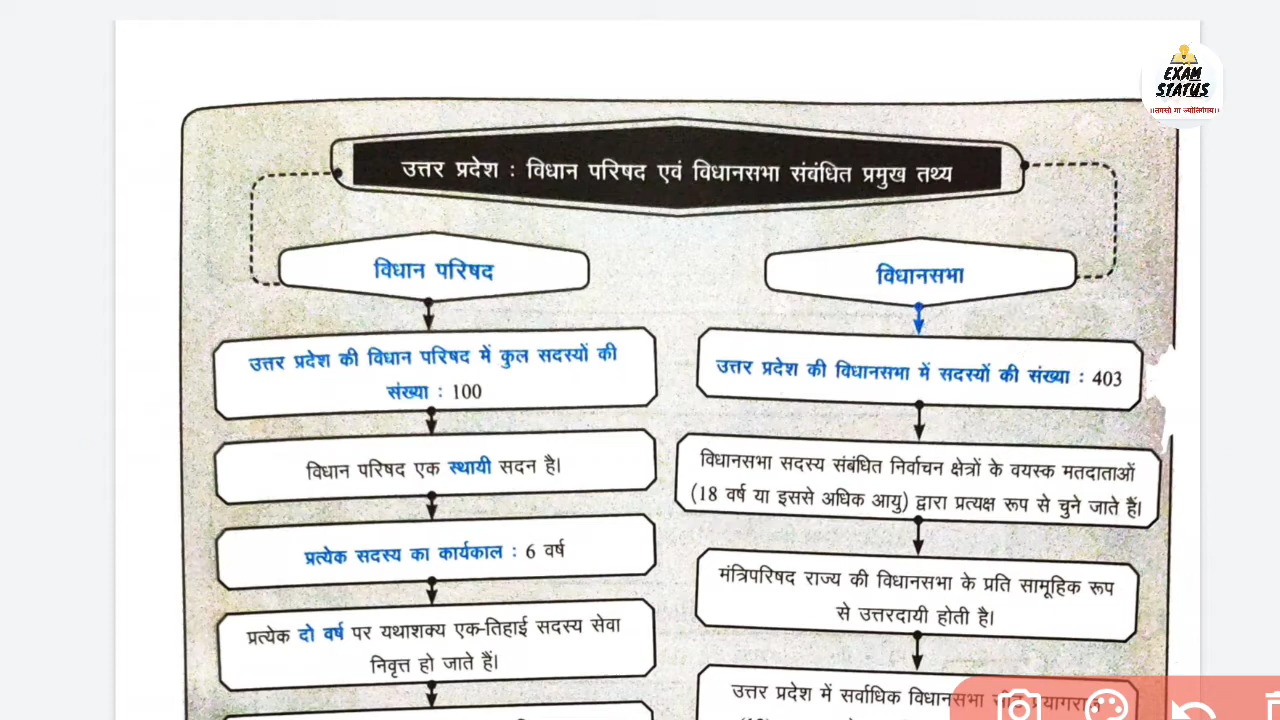 EXAM
STATUS
उत्तर प्रदेश : विधान परिषद एवं विधानसभा संबंधित प्रमुख तथ्य
विधान परिषद
उत्तर प्रदेश की विधान परिषद में कुल सदस्यों की
संख्या : 100
विधान परिषद एक स्थायी सदन है।
प्रत्येक सदस्य का कार्यकाल : 6 वर्ष
प्रत्येक दो वर्ष पर यथाशक्य एक-तिहाई सदस्य सेवा
निवृत्त हो जाते हैं।
विधानसभा
उत्तर प्रदेश की विधानसभा में सदस्यों की संख्या : 403
विधानसभा सदस्य संबंधित निर्वाचन क्षेत्रों के वयस्क मतदाताओं
(18 वर्ष या इससे अधिक आयु) द्वारा प्रत्यक्ष रूप से चुने जाते हैं।
मंत्रिपरिषद राज्य की विधानसभा के प्रति सामूहिक रूप
से उत्तरदायी होती है।
उत्तर प्रदेश में सर्वाधिक विधानसभा